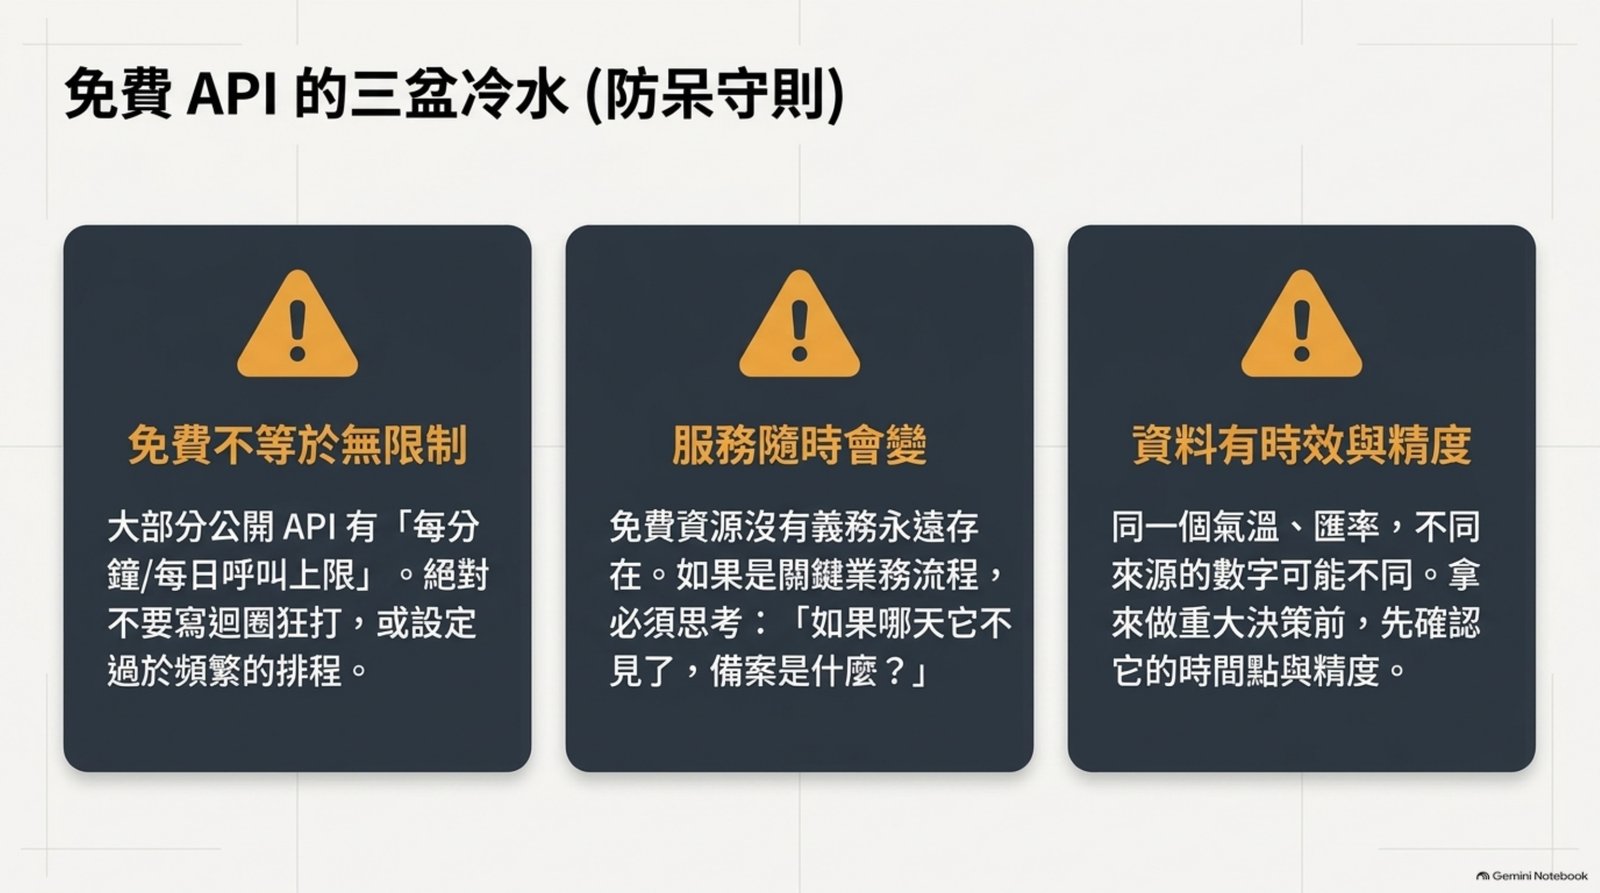 免費 API 的三盆冷水 (防呆守則)
免費不等於無限制
大部分公開 API 有「每分
鐘/每日呼叫上限」。絕對
不要寫迴圈狂打，或設定
過於頻繁的排程。
服務隨時會變
免費資源沒有義務永遠存
在。如果是關鍵業務流程，
必須思考：「如果哪天它不
見了，備案是什麼？」
資料有時效與精度
同一個氣溫、匯率，不同
來源的數字可能不同。拿
來做重大決策前，先確認
它的時間點與精度。
Gemini Notebook